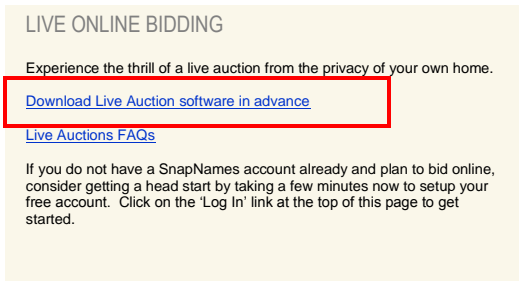 LIVE ONLINE BIDDING
Experience the thrill of a live auction from the privacy of your own home.
Download Live Auction software in advance
Live Auctions FAQs
If you do not have a SnapNames account already and plan to bid online,
consider getting a head start by taking a few minutes now to setup your
free account.  Click on the ‘Log In’ link at the top of this page to get
started.